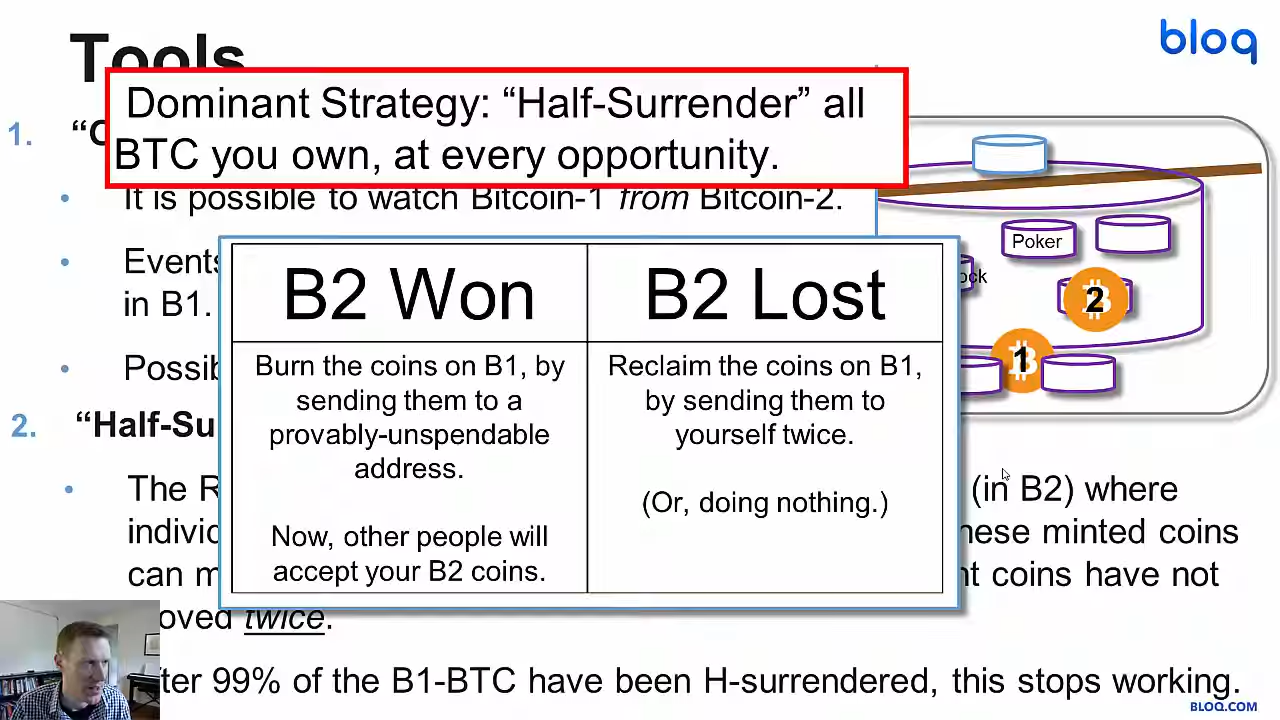 Tools
bloq
Dominant Strategy: “Half-Surrender” all
BTC you own, at every opportunity.
1.
• It is possible to watch Bitcoin-1 from Bitcoin-2.
• Events
in B1.
• Possib
B2 Won
Burn the coins on B1, by
sending them to a
provably-unspendable
address.
Now, other people will
accept your B2 coins.
B2 Lost
Reclaim the coins on B1,
by sending them to
yourself twice.
(Or, doing nothing.)
Poker
ock
2
1
2. “Half-Su
• The R (in B2) where
individ hese minted coins
can m nt coins have not
oved twice.
ter 99% of the B1-BTC have been H-surrendered, this stops working.
BLOQ.COM